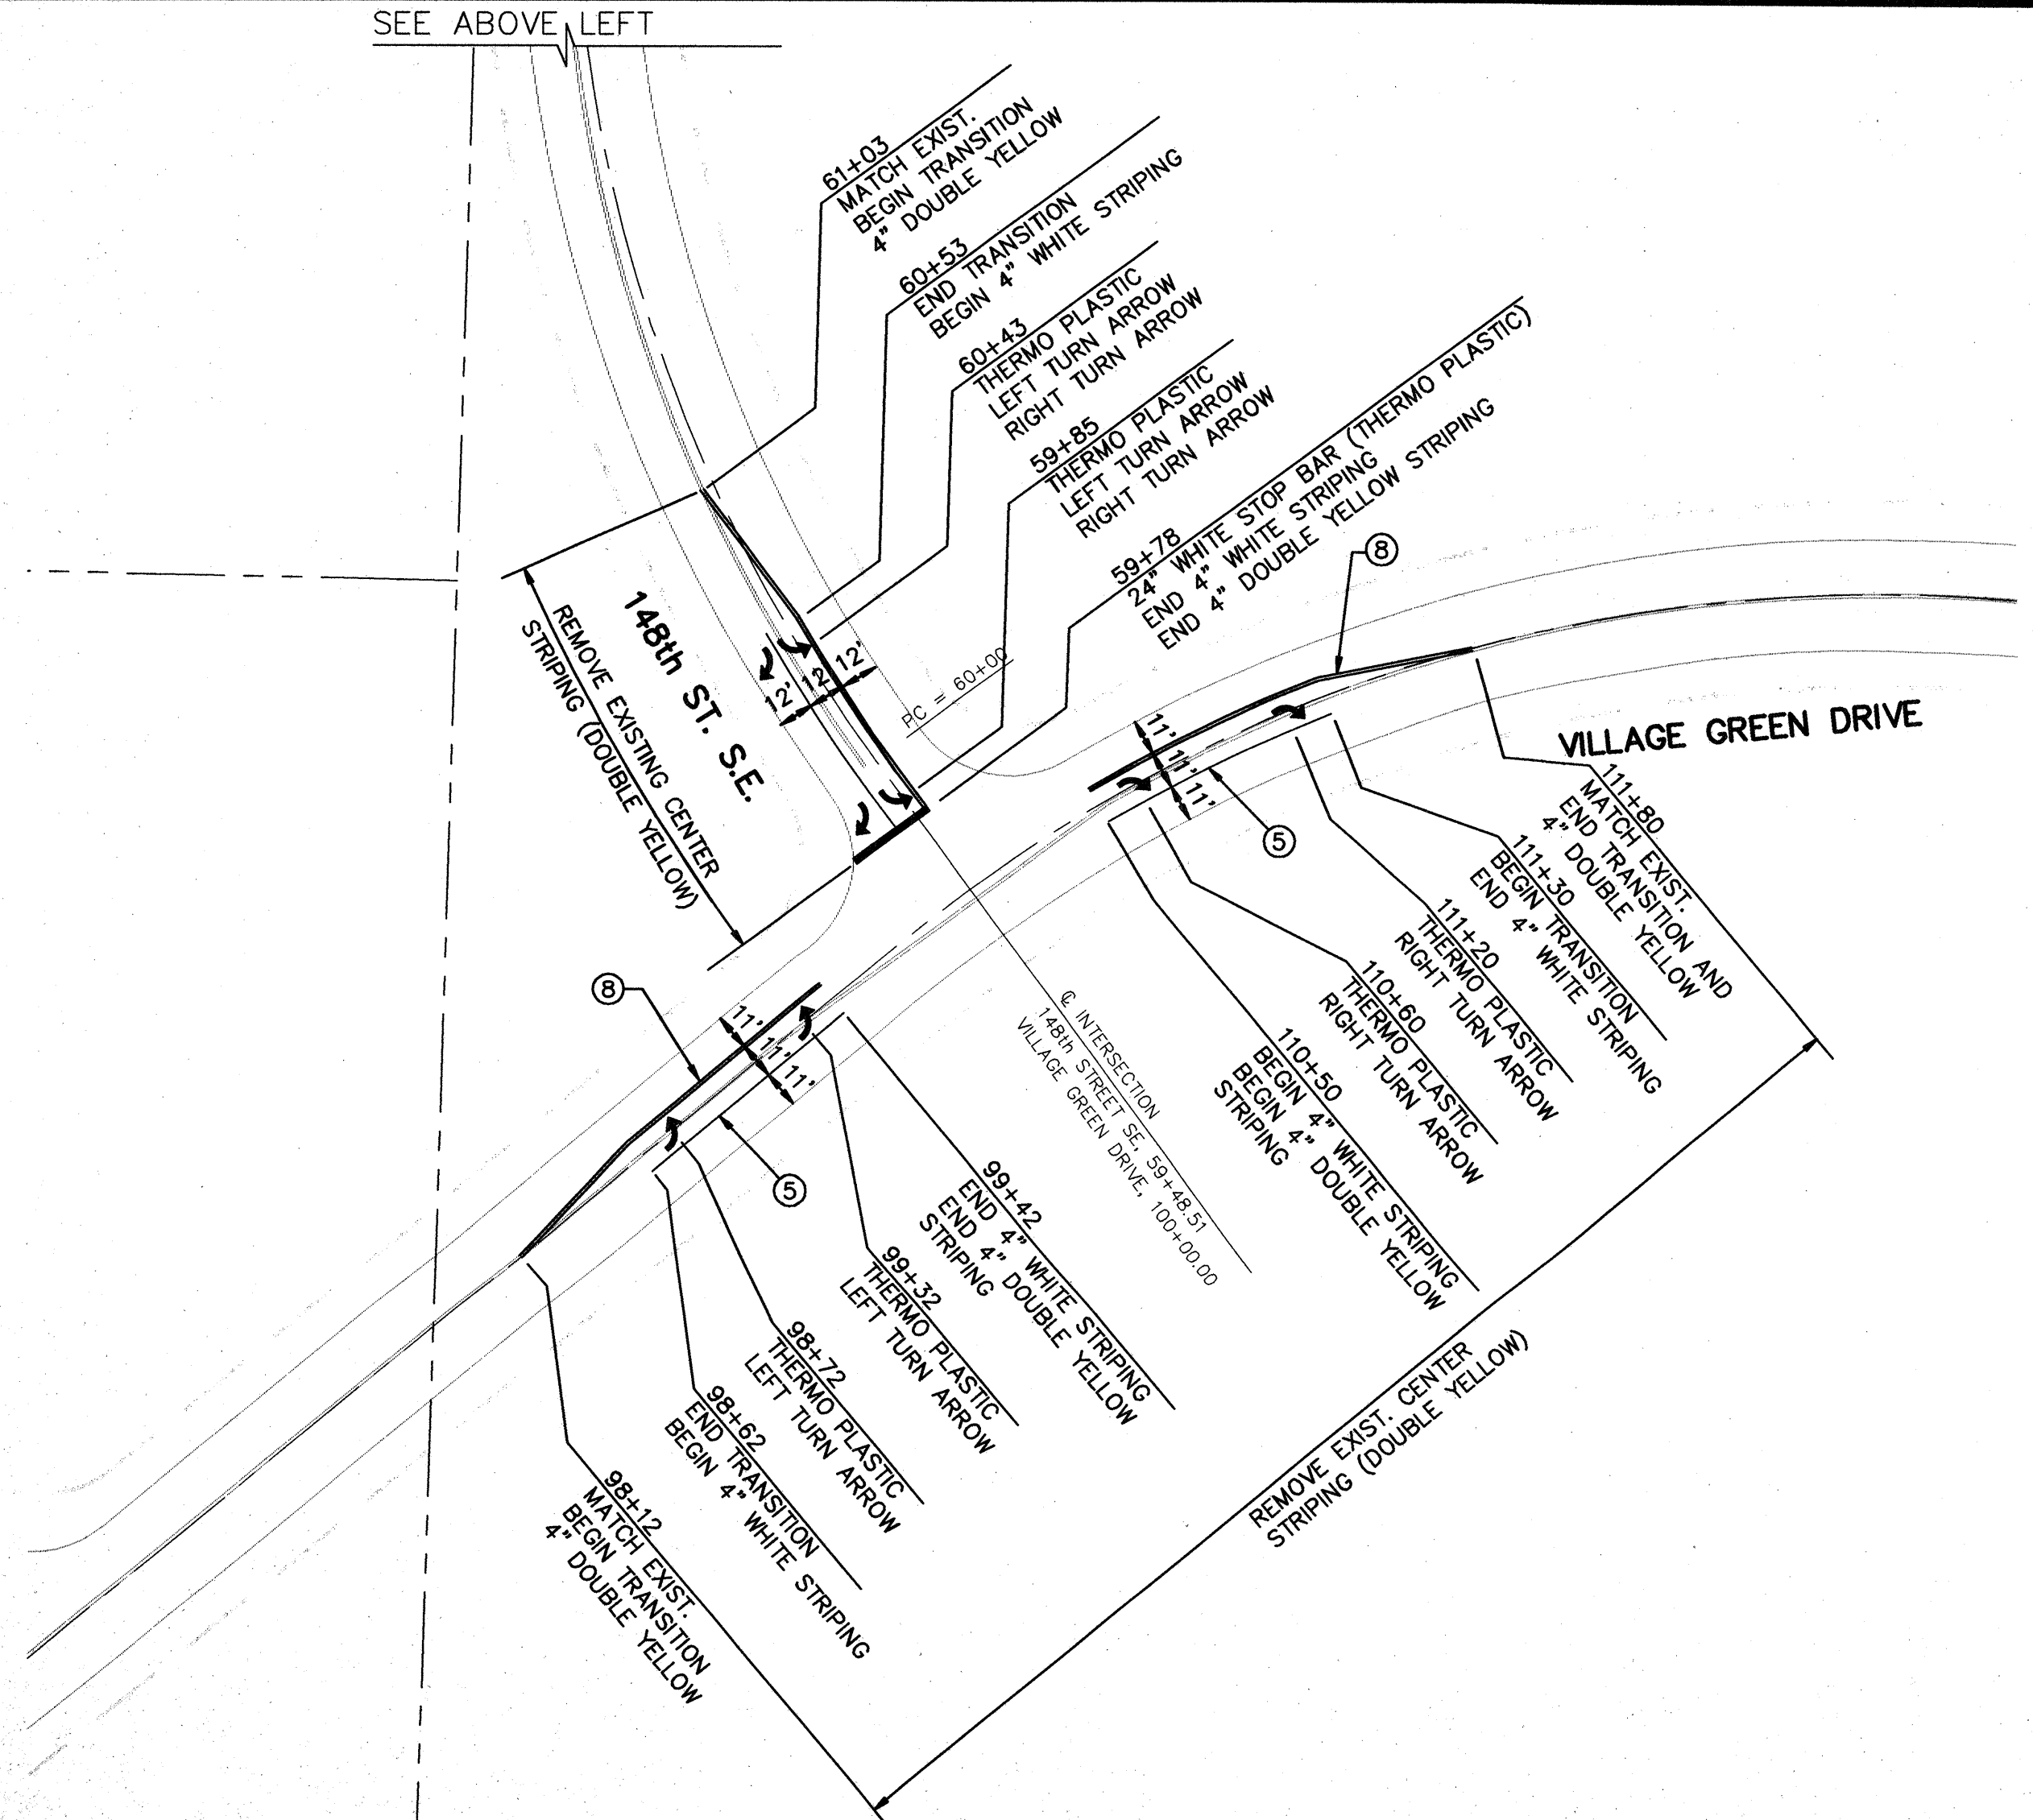 SEE ABOVE LEFT
61+03
MATCH EXIST.
BEGIN TRANSITION
4" DOUBLE YELLOW
60+53
END TRANSITION
BEGIN 4" WHITE STRIPING
60+43
THERMO PLASTIC
LEFT TURN ARROW
RIGHT TURN ARROW
59+85
THERMO PLASTIC
LEFT TURN ARROW
RIGHT TURN ARROW
59+78
24" WHITE STOP BAR (THERMO PLASTIC)
END 4" WHITE STRIPING
END 4" DOUBLE YELLOW STRIPING
8
148th ST. S.E.
REMOVE EXISTING CENTER
STRIPING (DOUBLE YELLOW)
12'
12'
12'
PC = 60+00
11'
11'
11'
5
VILLAGE GREEN DRIVE
111+80
MATCH EXIST.
END TRANSITION AND
4" DOUBLE YELLOW
111+30
BEGIN TRANSITION
END 4" WHITE STRIPING
111+20
THERMO PLASTIC
RIGHT TURN ARROW
110+60
THERMO PLASTIC
RIGHT TURN ARROW
110+50
BEGIN 4" WHITE STRIPING
BEGIN 4" DOUBLE YELLOW
STRIPING
℄ INTERSECTION
148th STREET SE, 59+48.51
VILLAGE GREEN DRIVE, 100+00.00
8
11'
11'
11'
5
99+42
END 4" WHITE STRIPING
END 4" DOUBLE YELLOW
STRIPING
99+32
THERMO PLASTIC
LEFT TURN ARROW
98+72
THERMO PLASTIC
LEFT TURN ARROW
98+62
END TRANSITION
BEGIN 4" WHITE STRIPING
98+12
MATCH EXIST.
BEGIN TRANSITION
4" DOUBLE YELLOW
REMOVE EXIST. CENTER
STRIPING (DOUBLE YELLOW)